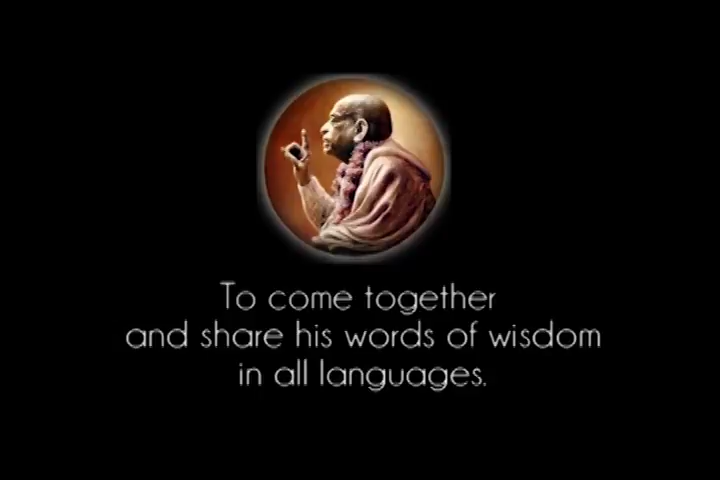 To come together
and share his words of wisdom
in all languages.